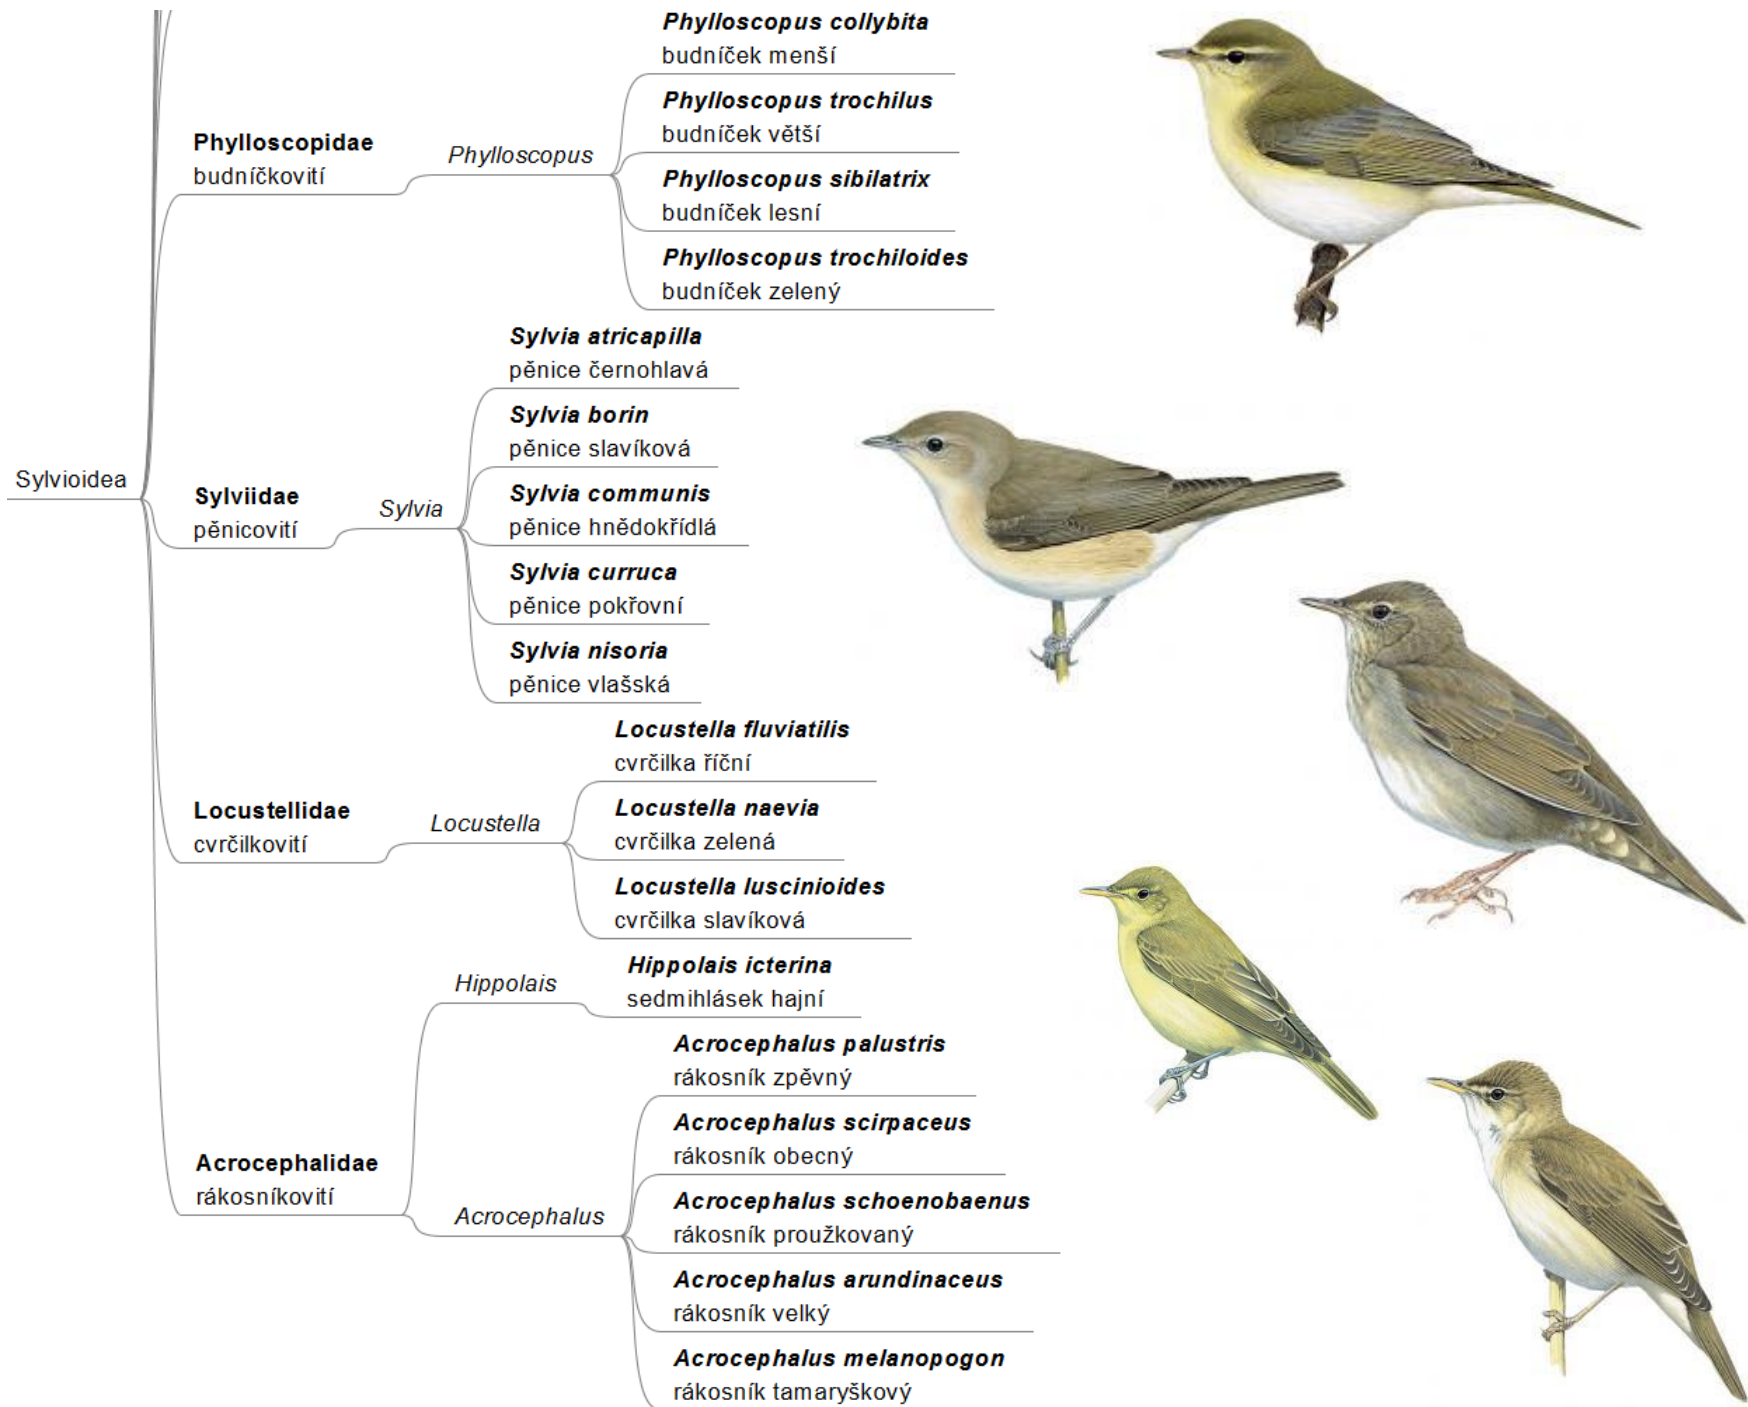 Sylvioidea
Phylloscopidae
budníčkovití
Phylloscopus
Phylloscopus collybita
budníček menší
Phylloscopus trochilus
budníček větší
Phylloscopus sibilatrix
budníček lesní
Phylloscopus trochiloides
budníček zelený
Sylviidae
pěnicovití
Sylvia
Sylvia atricapilla
pěnice černohlavá
Sylvia borin
pěnice slavíková
Sylvia communis
pěnice hnědokřídlá
Sylvia curruca
pěnice pokřovní
Sylvia nisoria
pěnice vlašská
Locustellidae
cvrčilkovití
Locustella
Locustella fluviatilis
cvrčilka říční
Locustella naevia
cvrčilka zelená
Locustella luscinioides
cvrčilka slavíková
Acrocephalidae
rákosníkovití
Hippolais
Hippolais icterina
sedmihlásek hajní
Acrocephalus
Acrocephalus palustris
rákosník zpěvný
Acrocephalus scirpaceus
rákosník obecný
Acrocephalus schoenobaenus
rákosník proužkovaný
Acrocephalus arundinaceus
rákosník velký
Acrocephalus melanopogon
rákosník tamaryškový